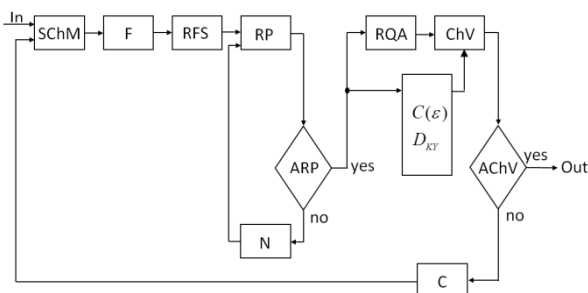 In
SChM
F
RFS
RP
RQA
ChV
C(ε)
D_KY
ARP
yes
no
N
AChV
yes
Out
no
C